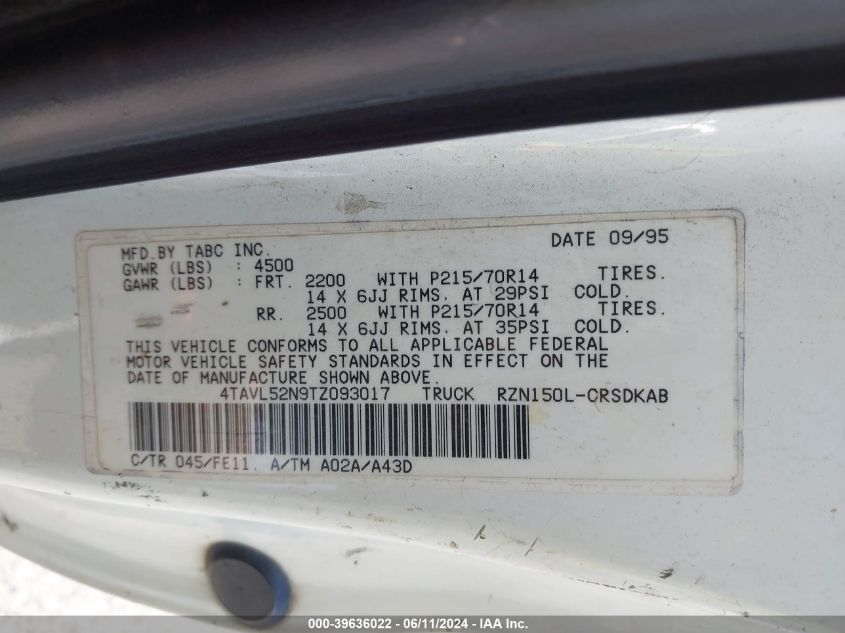 MFD.BY TABC INC. DATE 09/95
GVWR (LBS) : 4500
GAWR (LBS) : FRT. 2200 WITH P215/70R14 TIRES.
14 X 6JJ RIMS. AT 29PSI COLD.
RR. 2500 WITH P215/70R14 TIRES.
14 X 6JJ RIMS. AT 35PSI COLD.
THIS VEHICLE CONFORMS TO ALL APPLICABLE FEDERAL
MOTOR VEHICLE SAFETY STANDARDS IN EFFECT ON THE
DATE OF MANUFACTURE SHOWN ABOVE.
4TAVL52N9TZ093017 TRUCK RZN150L-CRSDKAB
C/TR 045/FE11. A/TM A02A/A43D
000-39636022 - 06/11/2024 - IAA Inc.